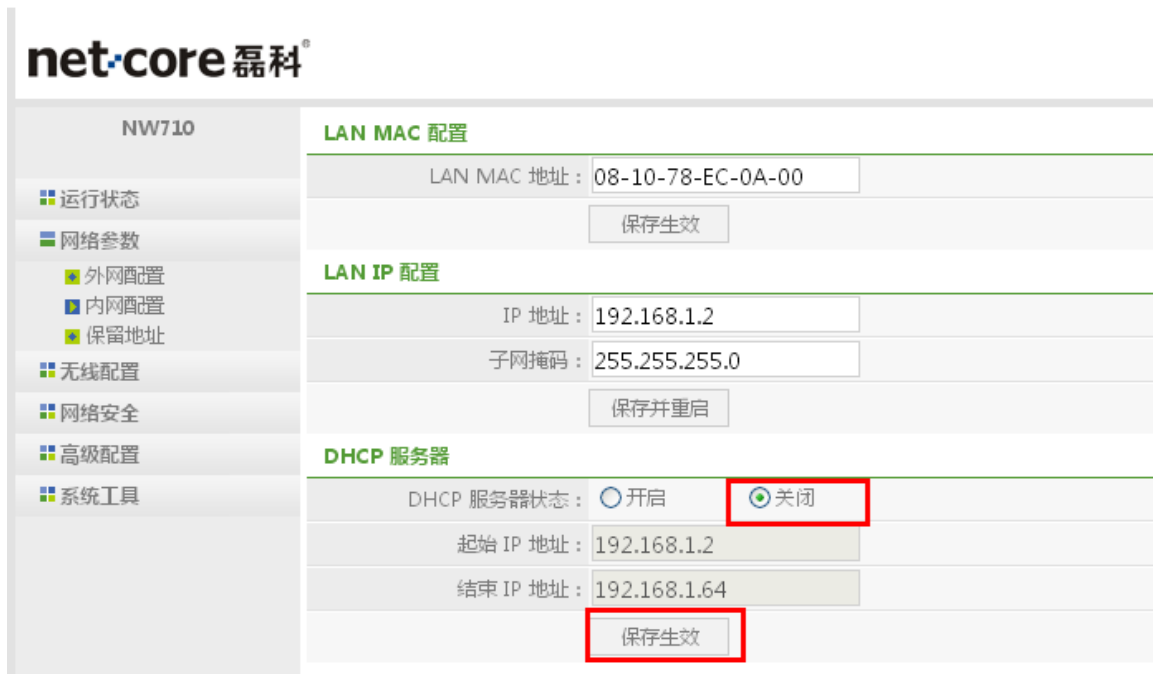 net·core 磊科®
NW710
运行状态
网络参数
外网配置
内网配置
保留地址
无线配置
网络安全
高级配置
系统工具
LAN MAC 配置
LAN MAC 地址： 08-10-78-EC-0A-00
保存生效
LAN IP 配置
IP 地址： 192.168.1.2
子网掩码： 255.255.255.0
保存并重启
DHCP 服务器
DHCP 服务器状态： 开启 关闭
起始 IP 地址： 192.168.1.2
结束 IP 地址： 192.168.1.64
保存生效